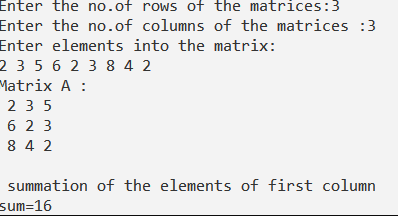 Enter the no.of rows of the matrices:3
Enter the no.of columns of the matrices :3
Enter elements into the matrix:
2 3 5 6 2 3 8 4 2
Matrix A :
2 3 5
6 2 3
8 4 2
summation of the elements of first column
sum=16